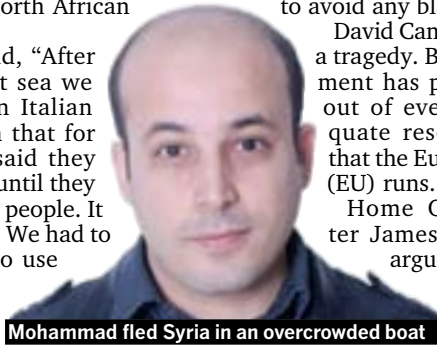 orth African
d, “After
t sea we
n Italian
that for
said they
until they
people. It
We had to
o use
to avoid any bl
David Can
a tragedy. B
ment has p
out of eve
quate res
that the Eu
(EU) runs.
Home C
ter James
argu
Mohammad fled Syria in an overcrowded boat